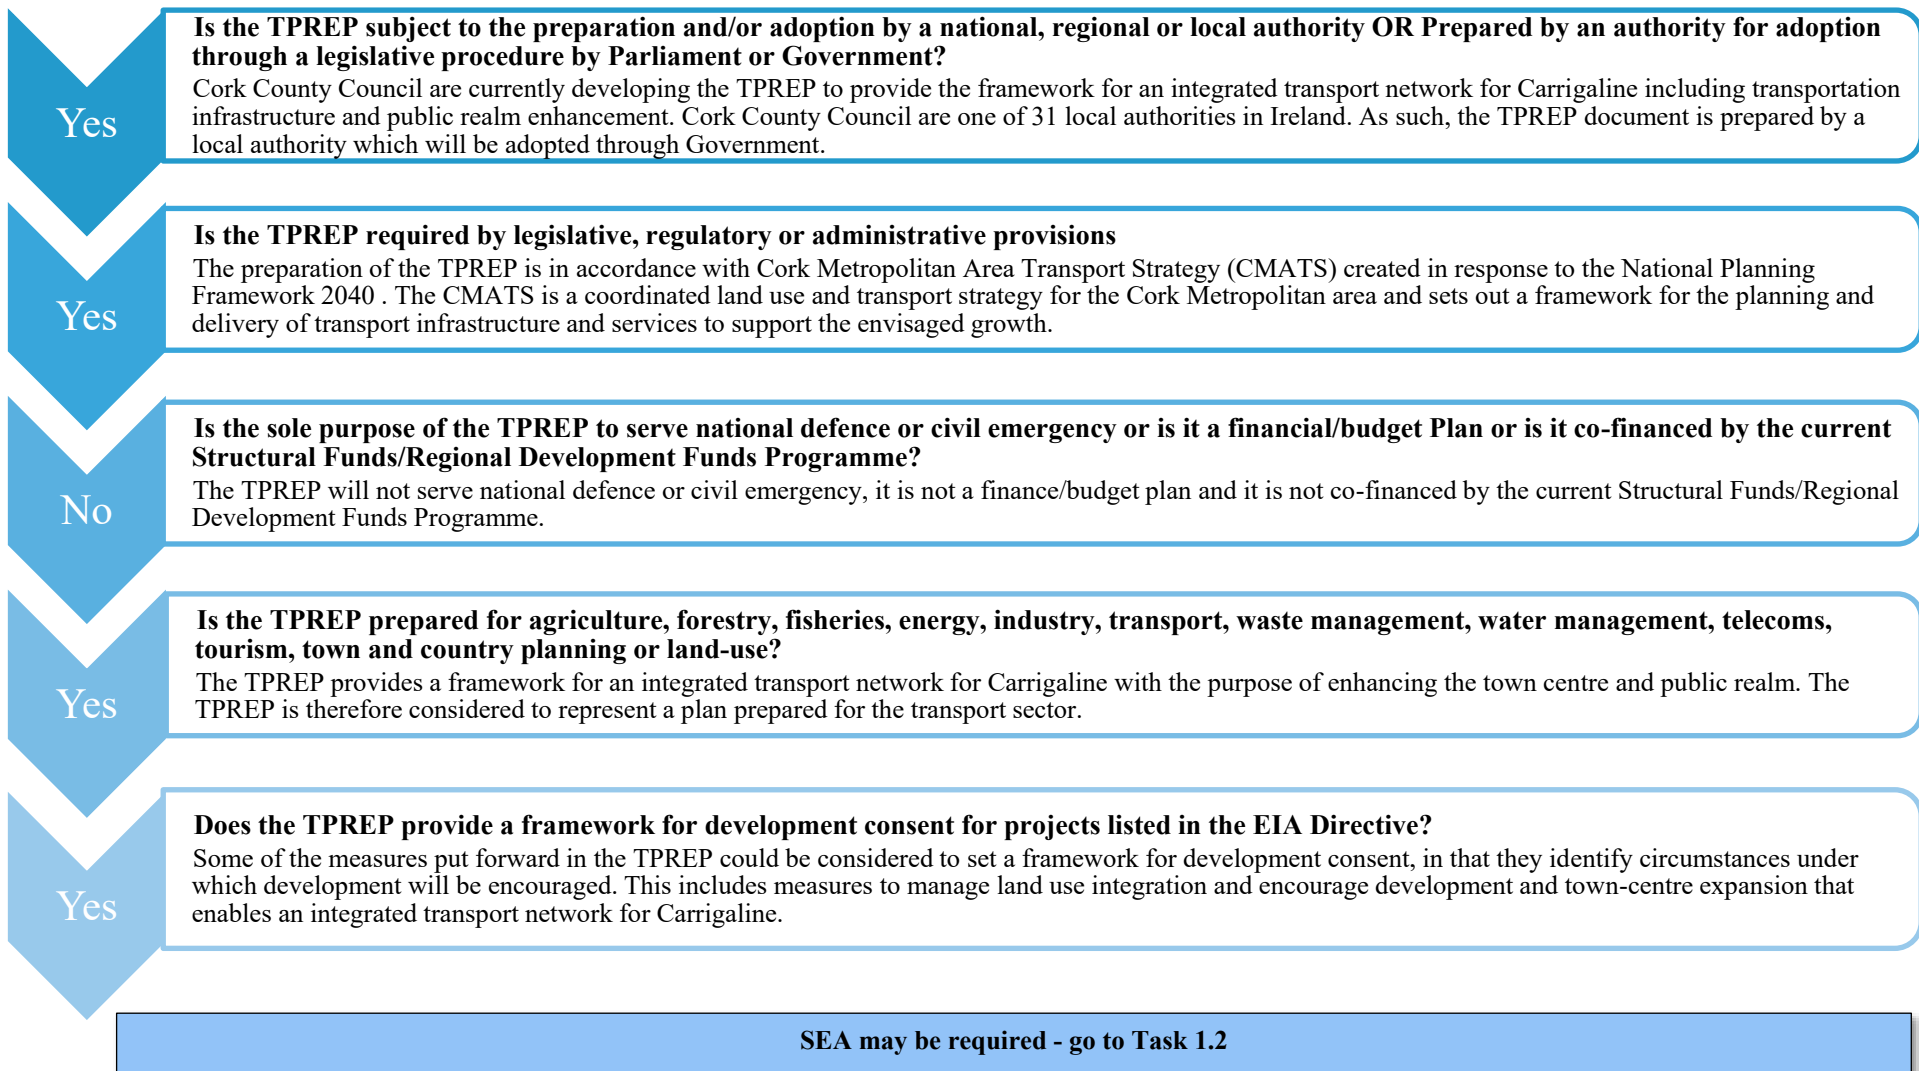 Yes
Is the TPREP subject to the preparation and/or adoption by a national, regional or local authority OR Prepared by an authority for adoption
through a legislative procedure by Parliament or Government?
Cork County Council are currently developing the TPREP to provide the framework for an integrated transport network for Carrigaline including transportation
infrastructure and public realm enhancement. Cork County Council are one of 31 local authorities in Ireland. As such, the TPREP document is prepared by a
local authority which will be adopted through Government.
Yes
Is the TPREP required by legislative, regulatory or administrative provisions
The preparation of the TPREP is in accordance with Cork Metropolitan Area Transport Strategy (CMATS) created in response to the National Planning
Framework 2040 . The CMATS is a coordinated land use and transport strategy for the Cork Metropolitan area and sets out a framework for the planning and
delivery of transport infrastructure and services to support the envisaged growth.
No
Is the sole purpose of the TPREP to serve national defence or civil emergency or is it a financial/budget Plan or is it co-financed by the current
Structural Funds/Regional Development Funds Programme?
The TPREP will not serve national defence or civil emergency, it is not a finance/budget plan and it is not co-financed by the current Structural Funds/Regional
Development Funds Programme.
Yes
Is the TPREP prepared for agriculture, forestry, fisheries, energy, industry, transport, waste management, water management, telecoms,
tourism, town and country planning or land-use?
The TPREP provides a framework for an integrated transport network for Carrigaline with the purpose of enhancing the town centre and public realm. The
TPREP is therefore considered to represent a plan prepared for the transport sector.
Yes
Does the TPREP provide a framework for development consent for projects listed in the EIA Directive?
Some of the measures put forward in the TPREP could be considered to set a framework for development consent, in that they identify circumstances under
which development will be encouraged. This includes measures to manage land use integration and encourage development and town-centre expansion that
enables an integrated transport network for Carrigaline.
SEA may be required - go to Task 1.2